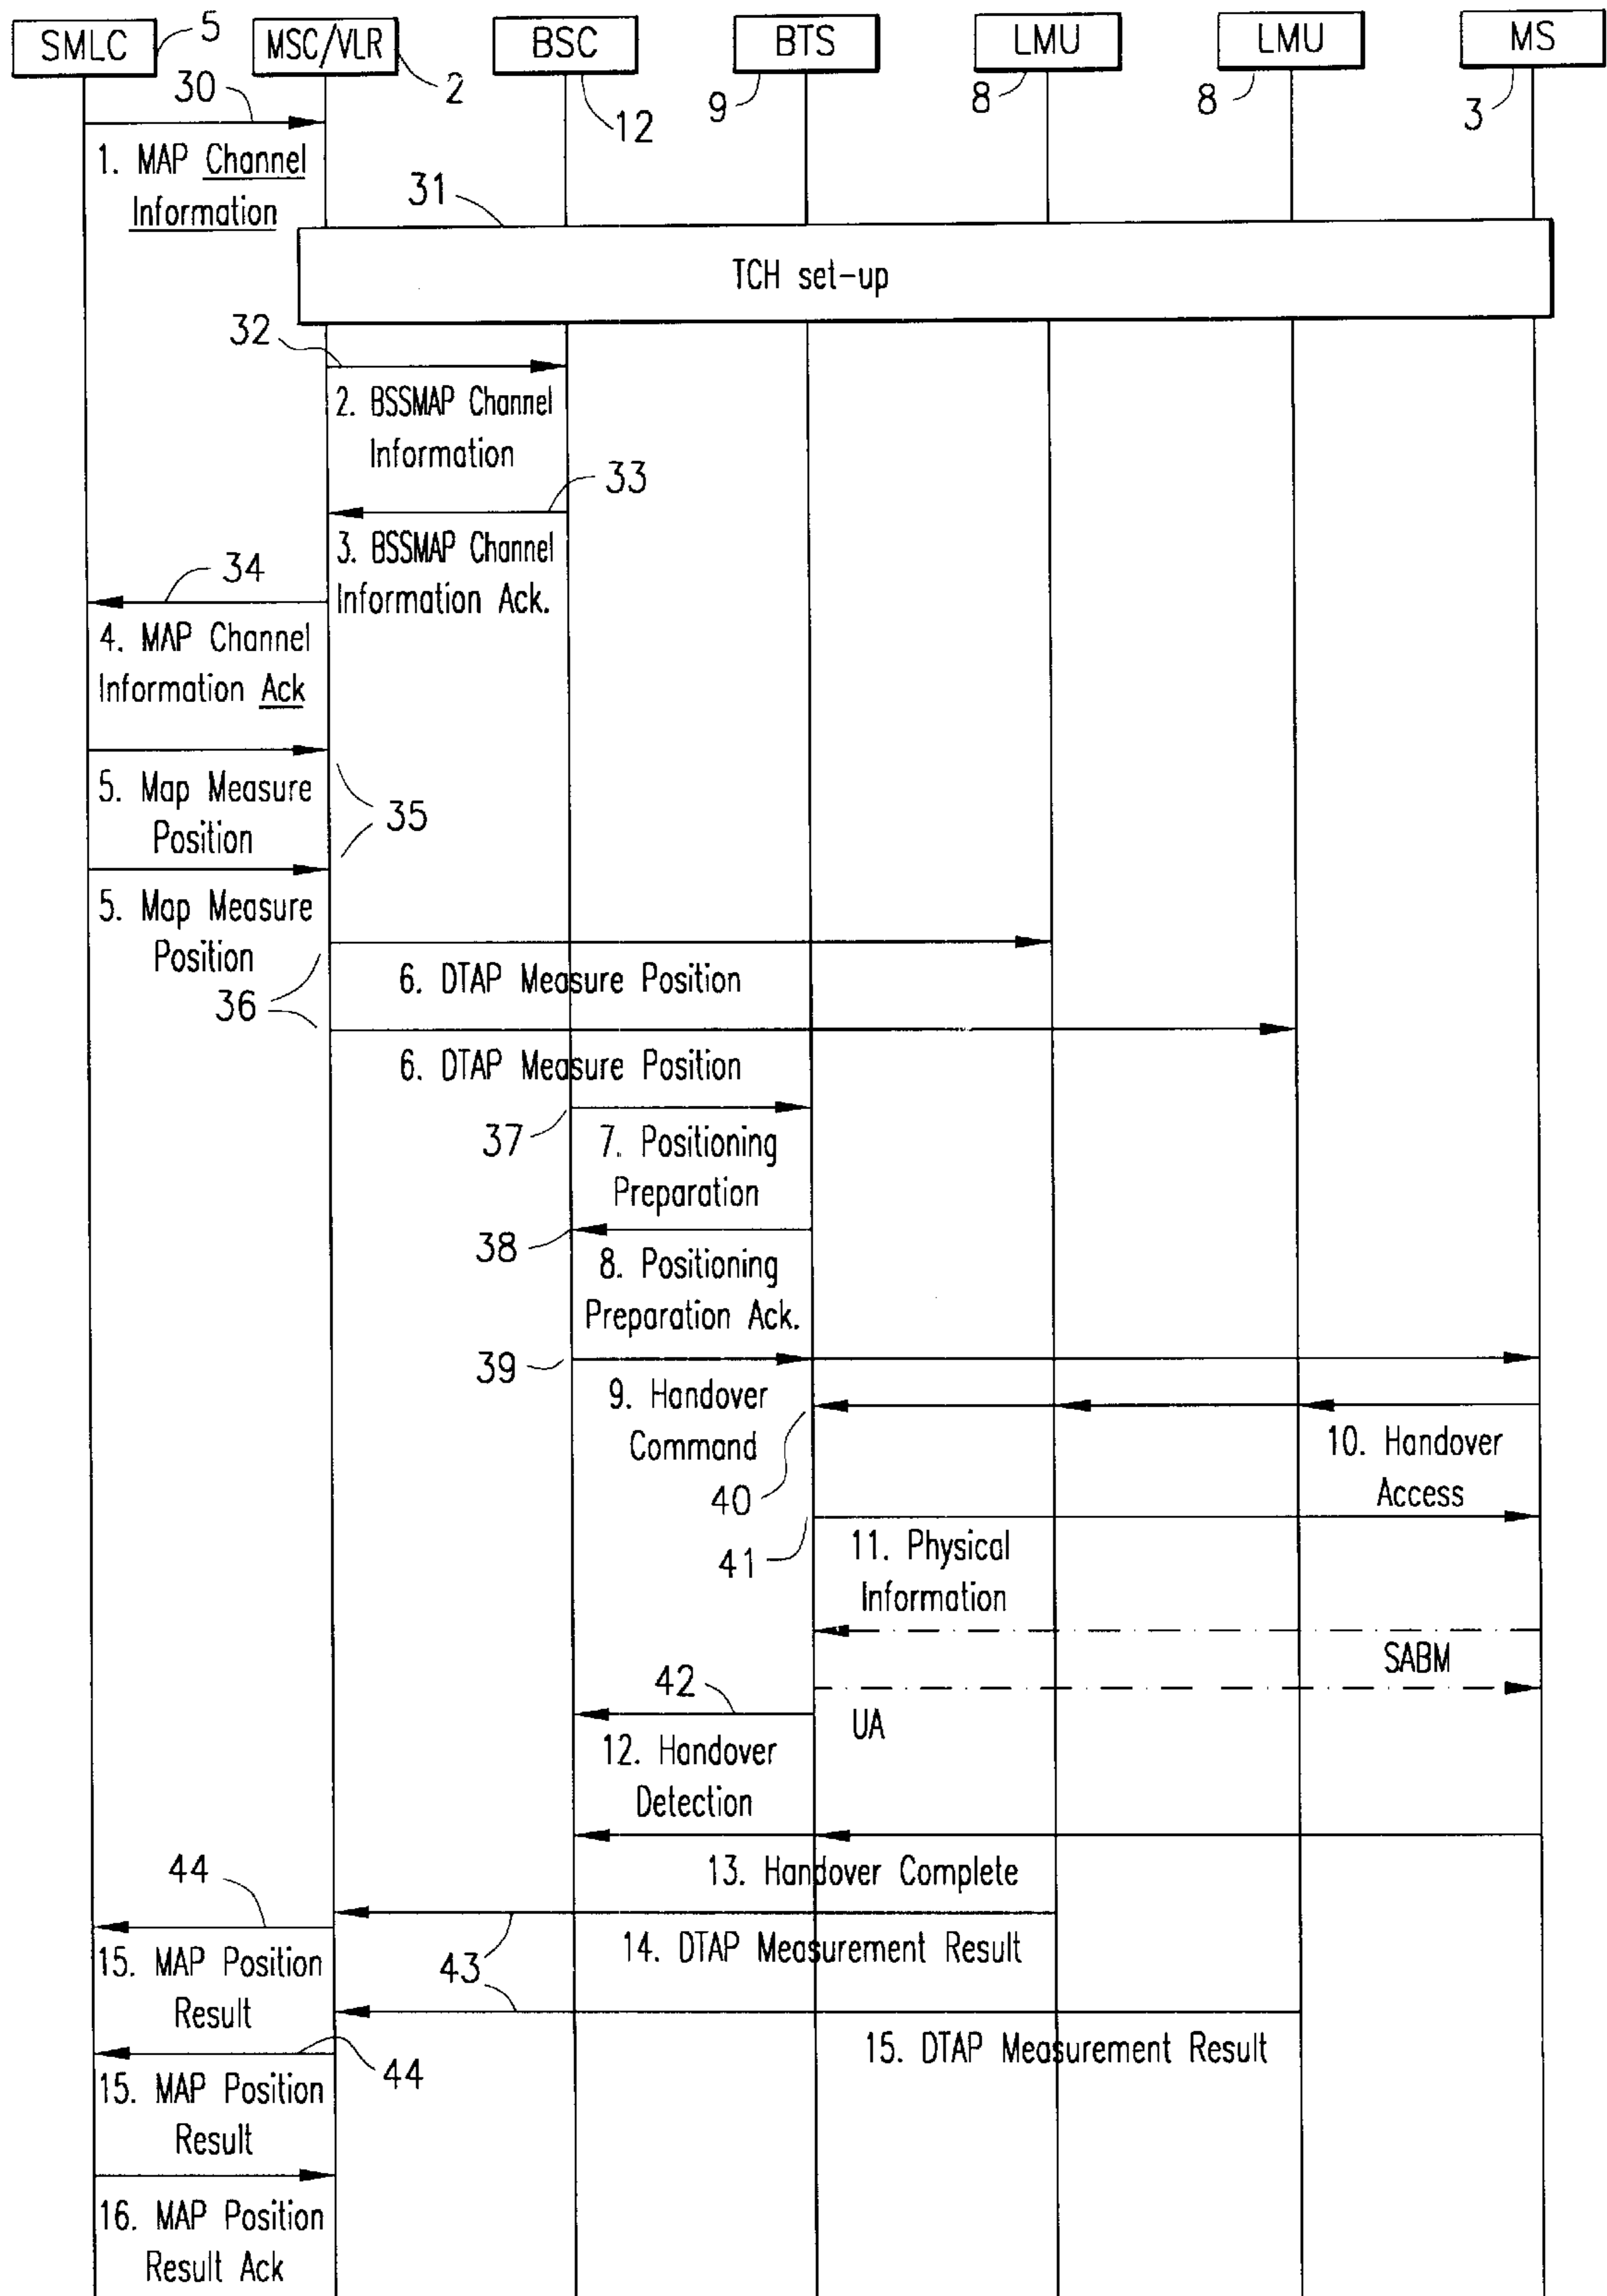 SMLC
5
MSC/VLR
2
BSC
12
BTS
9
LMU
8
LMU
8
MS
3
30
1. MAP Channel
Information
31
TCH set-up
32
2. BSSMAP Channel
Information
33
3. BSSMAP Channel
Information Ack.
34
4. MAP Channel
Information Ack
5. Map Measure
Position
35
5. Map Measure
Position
36
6. DTAP Measure Position
6. DTAP Measure Position
37
7. Positioning
Preparation
38
8. Positioning
Preparation Ack.
39
9. Handover
Command
40
10. Handover
Access
41
11. Physical
Information
SABM
42
UA
12. Handover
Detection
13. Handover Complete
44
15. MAP Position
Result
43
14. DTAP Measurement Result
15. DTAP Measurement Result
44
15. MAP Position
Result
16. MAP Position
Result Ack